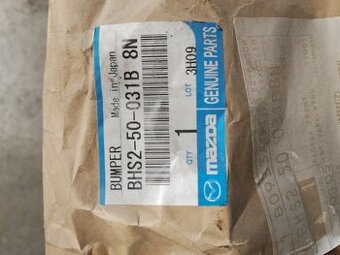 BUMPER Made in Japan
BHS2-50-031B 8N
QTY 1 LOT 3H09
mazda GENUINE PARTS